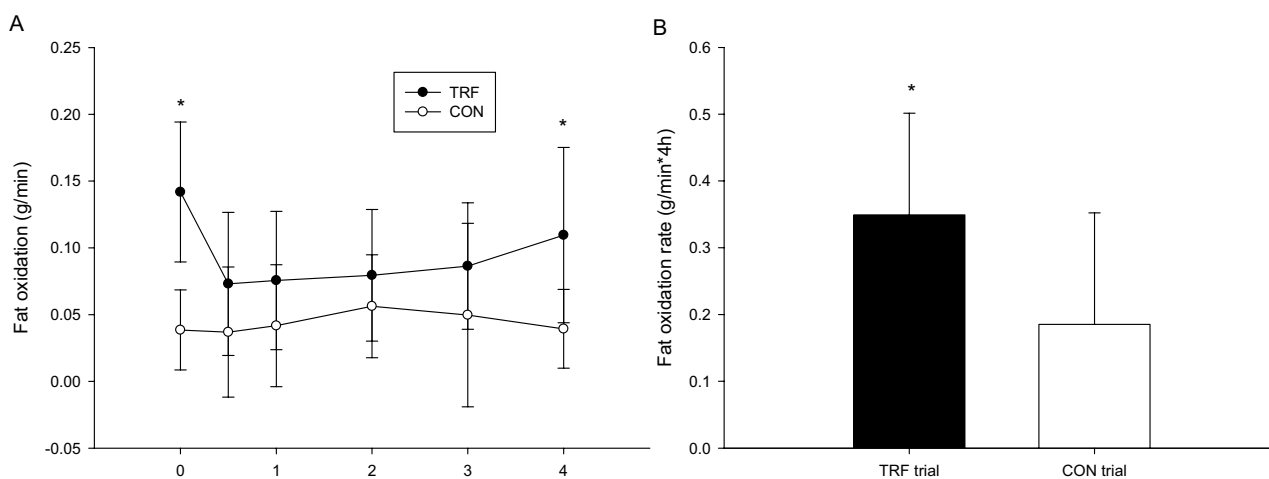 A
Fat oxidation (g/min)
0.25
0.20
0.15
0.10
0.05
0.00
-0.05
*
*
TRF
CON
0 1 2 3 4
B
Fat oxidation rate (g/min*4h)
0.6
0.5
0.4
0.3
0.2
0.1
0.0
*
TRF trial CON trial